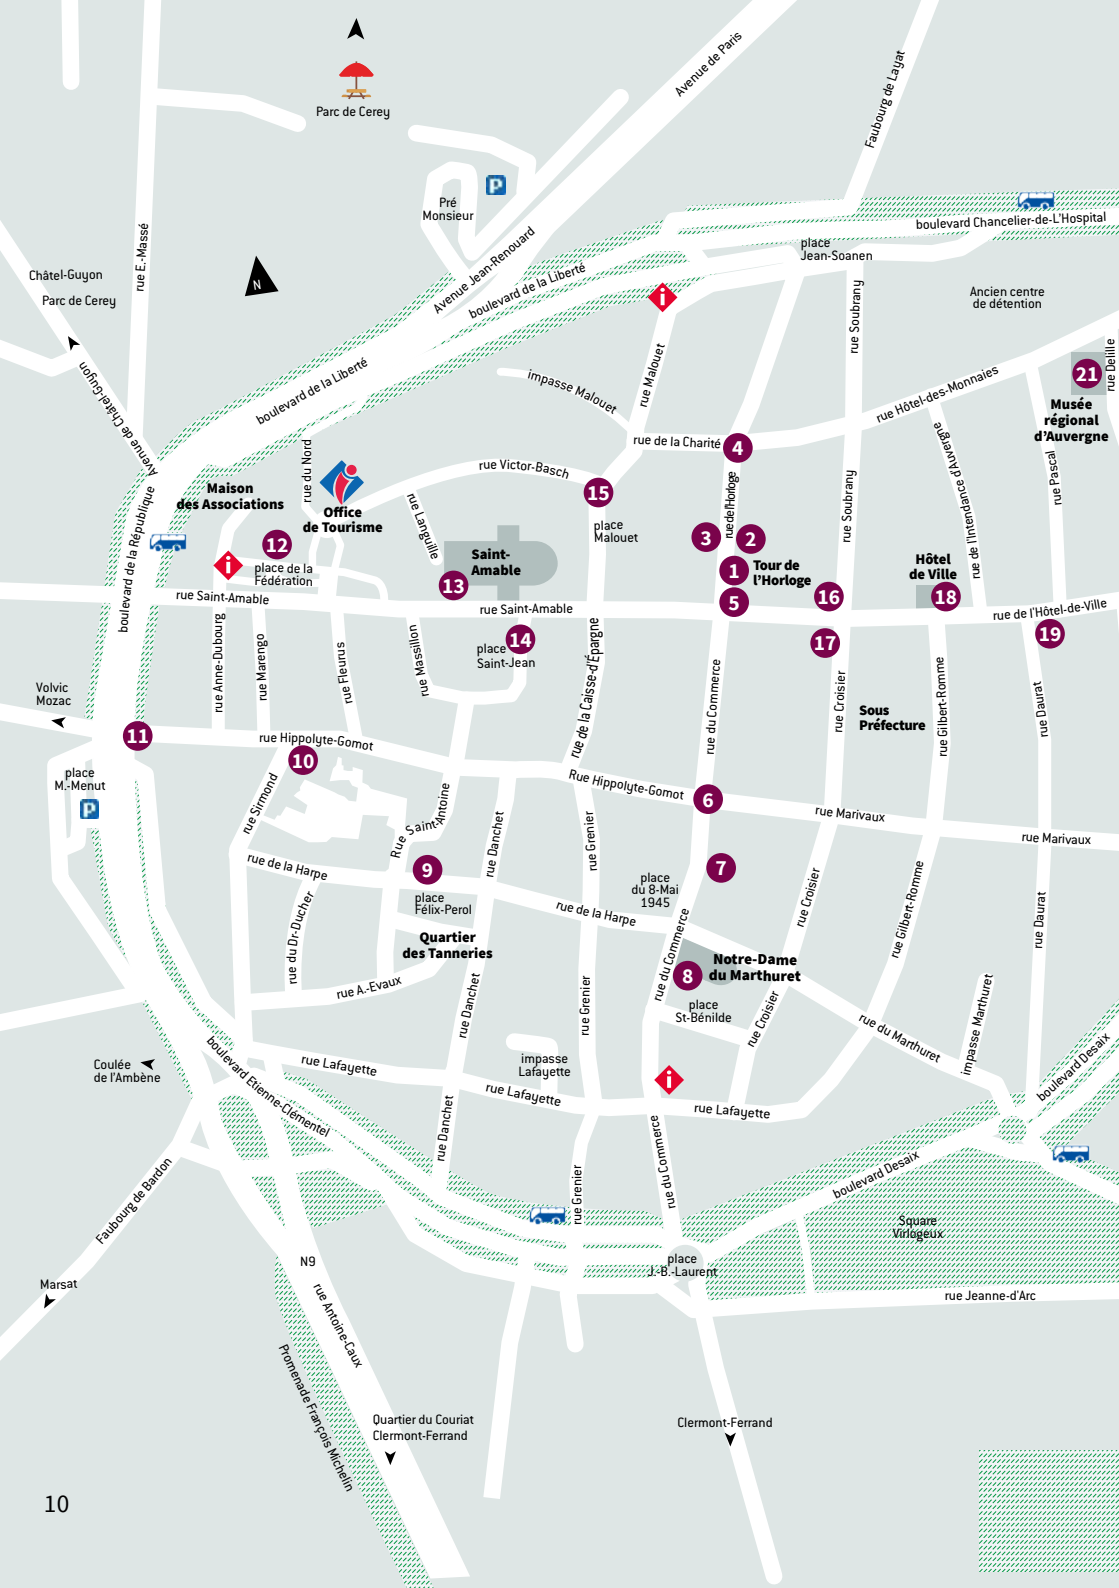 Parc de Cerey
Avenue de Paris
Faubourg de Layat
P
Pré
Monsieur
boulevard Chancelier-de-L'Hospital
rue E.-Massé
Châtel-Guyon
Parc de Cerey
N
Avenue Jean-Renouard
boulevard de la Liberté
place
Jean-Soanen
Ancien centre
de détention
i
rue Soubrany
rue Malouet
impasse Malouet
boulevard de la Liberté
Avenue de Châtel-Guyon
rue Hôtel-des-Monnaies
rue Delille
21
Musée
régional
d'Auvergne
rue de la Charité
4
rue du Nord
rue Victor-Basch
15
place
Malouet
Maison
des Associations
Office
de Tourisme
rue Languille
rue de l'Horloge
rue Soubrany
rue de l'Intendance d'Auvergne
rue Pascal
boulevard de la République
12
place de la
Fédération
i
Saint-
Amable
13
3
2
1
Tour de
l'Horloge
5
16
Hôtel
de Ville
18
rue Saint-Amable
rue Saint-Amable
rue de l'Hôtel-de-Ville
19
17
14
place
Saint-Jean
rue Anne-Dubourg
rue Marengo
rue Fleurus
rue Massillon
rue de la Caisse-d'Épargne
rue du Commerce
rue Croisier
Sous
Préfecture
rue Gilbert-Romme
rue Daurat
Volvic
Mozac
11
rue Hippolyte-Gomot
10
place
M.-Menut
P
rue Sirmond
Rue Hippolyte-Gomot
6
rue Marivaux
rue Marivaux
Rue Saint-Antoine
rue Danchet
rue Grenier
rue de la Harpe
9
place
Félix-Perol
7
place
du 8-Mai
1945
rue Croisier
rue Gilbert-Romme
rue Daurat
rue du Dr-Ducher
rue de la Harpe
Quartier
des Tanneries
rue du Commerce
8
Notre-Dame
du Marthuret
place
St-Bénilde
rue A.-Evaux
rue Danchet
rue Grenier
rue Croisier
rue du Marthuret
impasse Marthuret
boulevard Desaix
Coulée
de l'Ambène
boulevard Etienne-Clémentel
rue Lafayette
impasse
Lafayette
rue Lafayette
i
rue Lafayette
rue Danchet
rue du Commerce
rue Grenier
boulevard Desaix
Faubourg de Bardon
Square
Virlogeux
place
J.-B.-Laurent
Marsat
N9
rue Antoine-Caux
rue Jeanne-d'Arc
Promenade François Michelin
Quartier du Couriat
Clermont-Ferrand
Clermont-Ferrand
10